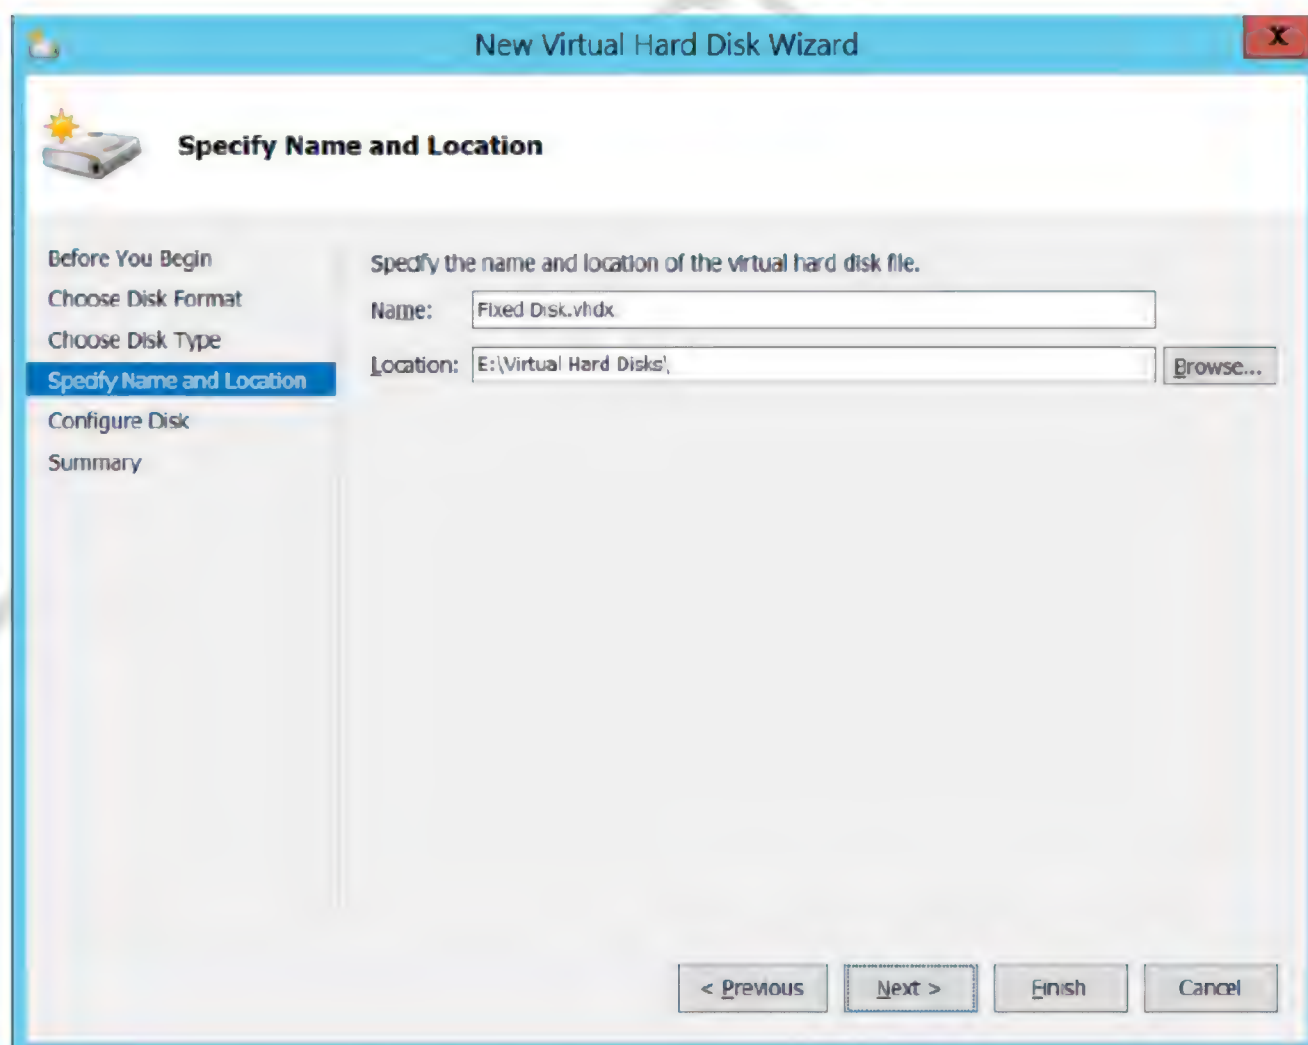 New Virtual Hard Disk Wizard
X
Specify Name and Location
Before You Begin
Choose Disk Format
Choose Disk Type
Specify Name and Location
Configure Disk
Summary
Specify the name and location of the virtual hard disk file.
Name: Fixed Disk.vhdx
Location: E:\Virtual Hard Disks\ Browse...
< Previous Next > Finish Cancel